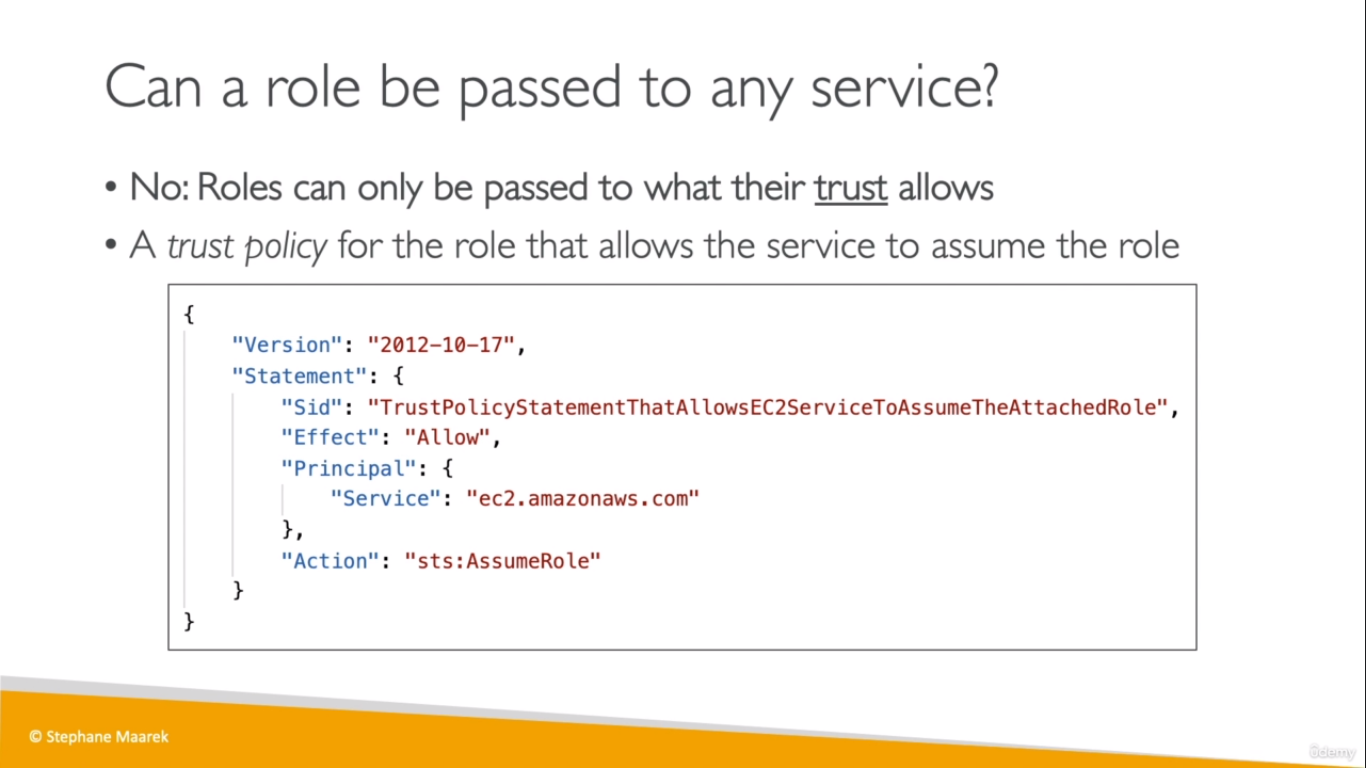 Can a role be passed to any service?
• No: Roles can only be passed to what their trust allows
• A trust policy for the role that allows the service to assume the role
{
"Version": "2012-10-17",
"Statement": {
"Sid": "TrustPolicyStatementThatAllowsEC2ServiceToAssumeTheAttachedRole",
"Effect": "Allow",
"Principal": {
"Service": "ec2.amazonaws.com"
},
"Action": "sts:AssumeRole"
}
}
© Stephane Maarek
ûdemy